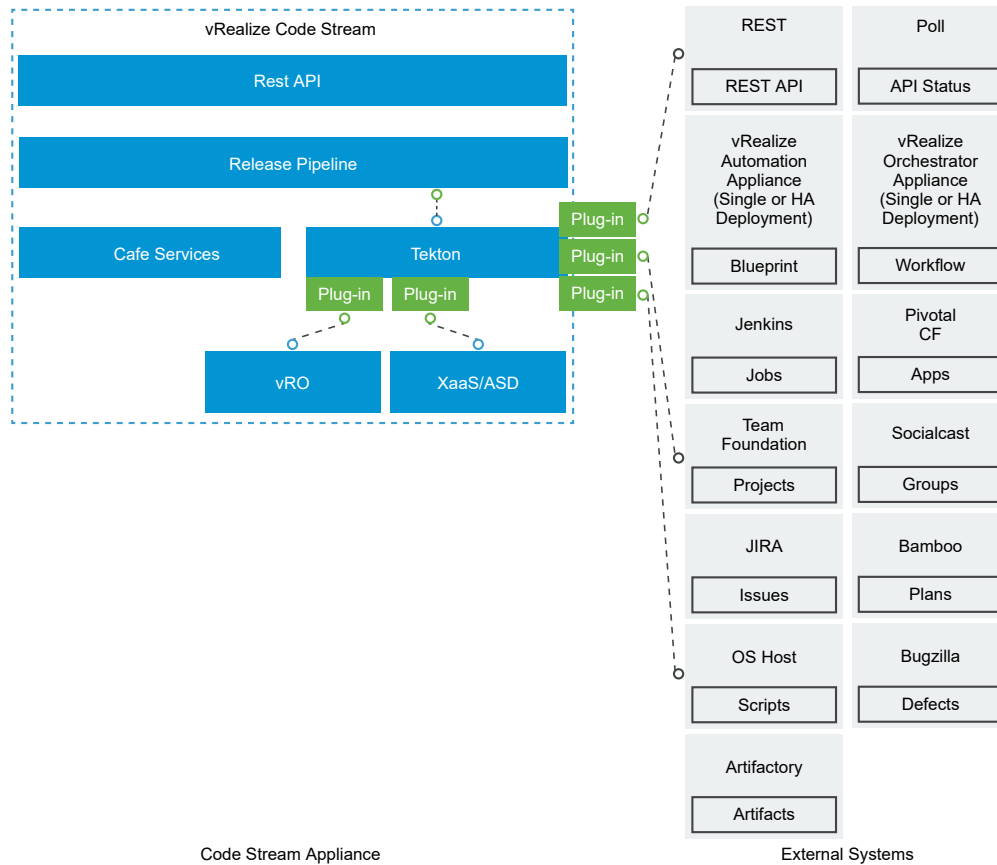 vRealize Code Stream
Rest API
Release Pipeline
Cafe Services
Tekton
Plug-in
Plug-in
Plug-in
Plug-in
Plug-in
vRO
XaaS/ASD
Code Stream Appliance
REST
REST API
Poll
API Status
vRealize
Automation
Appliance
(Single or HA
Deployment)
Blueprint
vRealize
Orchestrator
Appliance
(Single or HA
Deployment)
Workflow
Jenkins
Jobs
Pivotal
CF
Apps
Team
Foundation
Projects
Socialcast
Groups
JIRA
Issues
Bamboo
Plans
OS Host
Scripts
Bugzilla
Defects
Artifactory
Artifacts
External Systems